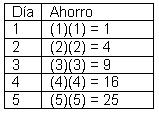 Día Ahorro
1 (1)(1) = 1
2 (2)(2) = 4
3 (3)(3) = 9
4 (4)(4) = 16
5 (5)(5) = 25